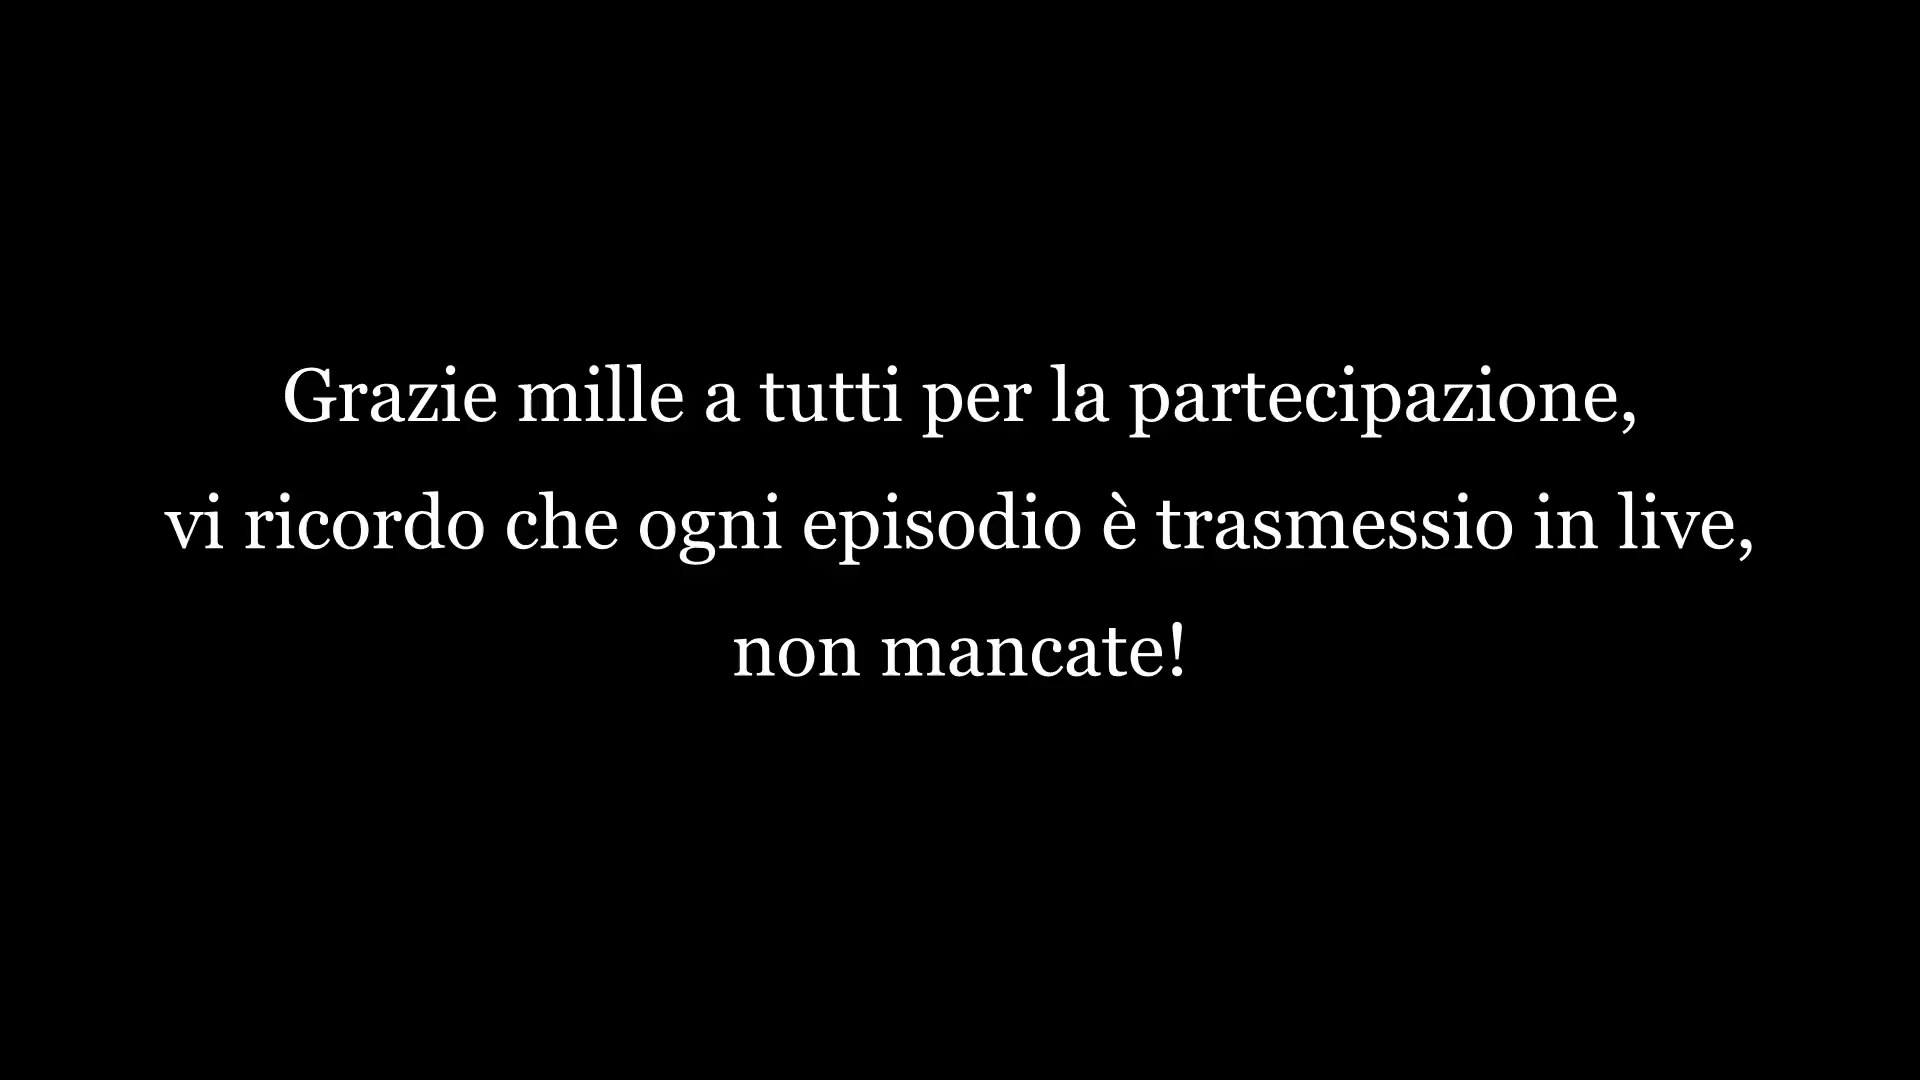 Grazie mille a tutti per la partecipazione,
vi ricordo che ogni episodio è trasmessio in live,
non mancate!